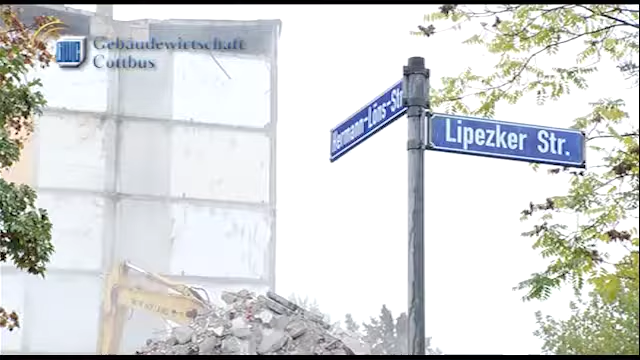 Gebäudewirtschaft
Cottbus
Hermann-Löns-Str
Lipezker Str.